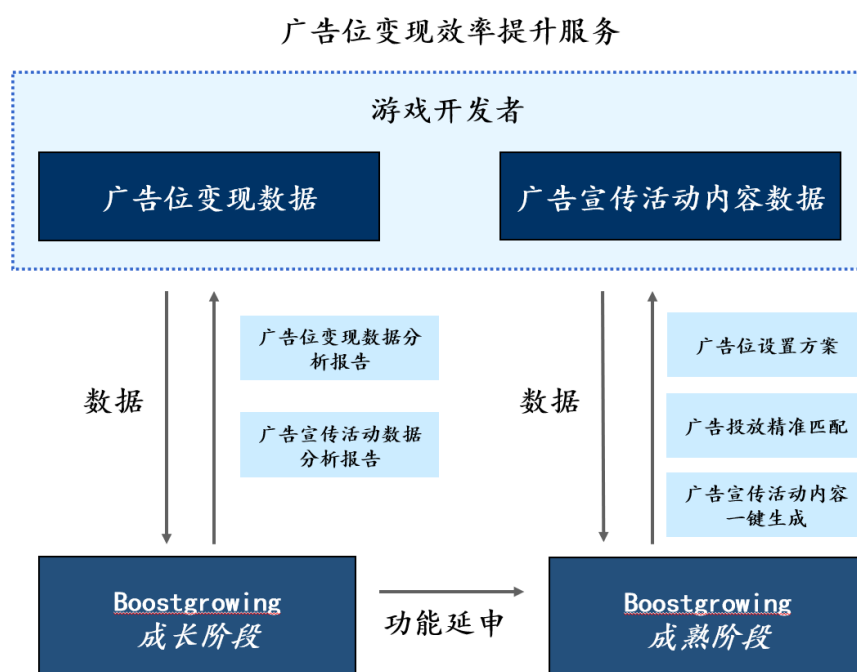 广告位变现效率提升服务
游戏开发者
广告位变现数据
广告宣传活动内容数据
广告位变现数据分
析报告
广告位设置方案
数据
数据
广告宣传活动数据
分析报告
广告投放精准匹配
广告宣传活动内容
一键生成
Boostgrowing
成长阶段
功能延申
Boostgrowing
成熟阶段